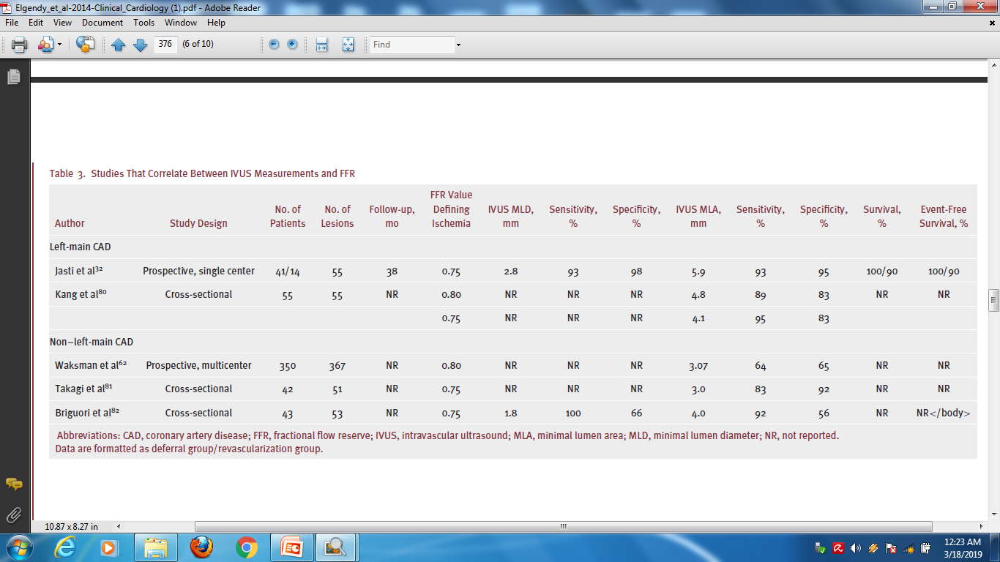 Elgendy_et_al-2014-Clinical_Cardiology (1).pdf - Adobe Reader
File Edit View Document Tools Window Help
376 (6 of 10) Find
Table 3. Studies That Correlate Between IVUS Measurements and FFR
FFR Value
No. of No. of Follow-up, Defining IVUS MLD, Sensitivity, Specificity, IVUS MLA, Sensitivity, Specificity, Survival, Event-Free
Author Study Design Patients Lesions mo Ischemia mm % % mm % % % Survival, %
Left-main CAD
Jasti et al32 Prospective, single center 41/14 55 38 0.75 2.8 93 98 5.9 93 95 100/90 100/90
Kang et al80 Cross-sectional 55 55 NR 0.80 NR NR NR 4.8 89 83 NR NR
0.75 NR NR NR 4.1 95 83
Non–left-main CAD
Waksman et al62 Prospective, multicenter 350 367 NR 0.80 NR NR NR 3.07 64 65 NR NR
Takagi et al81 Cross-sectional 42 51 NR 0.75 NR NR NR 3.0 83 92 NR NR
Briguori et al82 Cross-sectional 43 53 NR 0.75 1.8 100 66 4.0 92 56 NR NR</body>
Abbreviations: CAD, coronary artery disease; FFR, fractional flow reserve; IVUS, intravascular ultrasound; MLA, minimal lumen area; MLD, minimal lumen diameter; NR, not reported.
Data are formatted as deferral group/revascularization group.
10.87 x 8.27 in
12:23 AM
3/18/2019